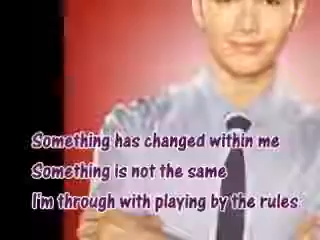 Something has changed within me
Something is not the same
I'm through with playing by the rules